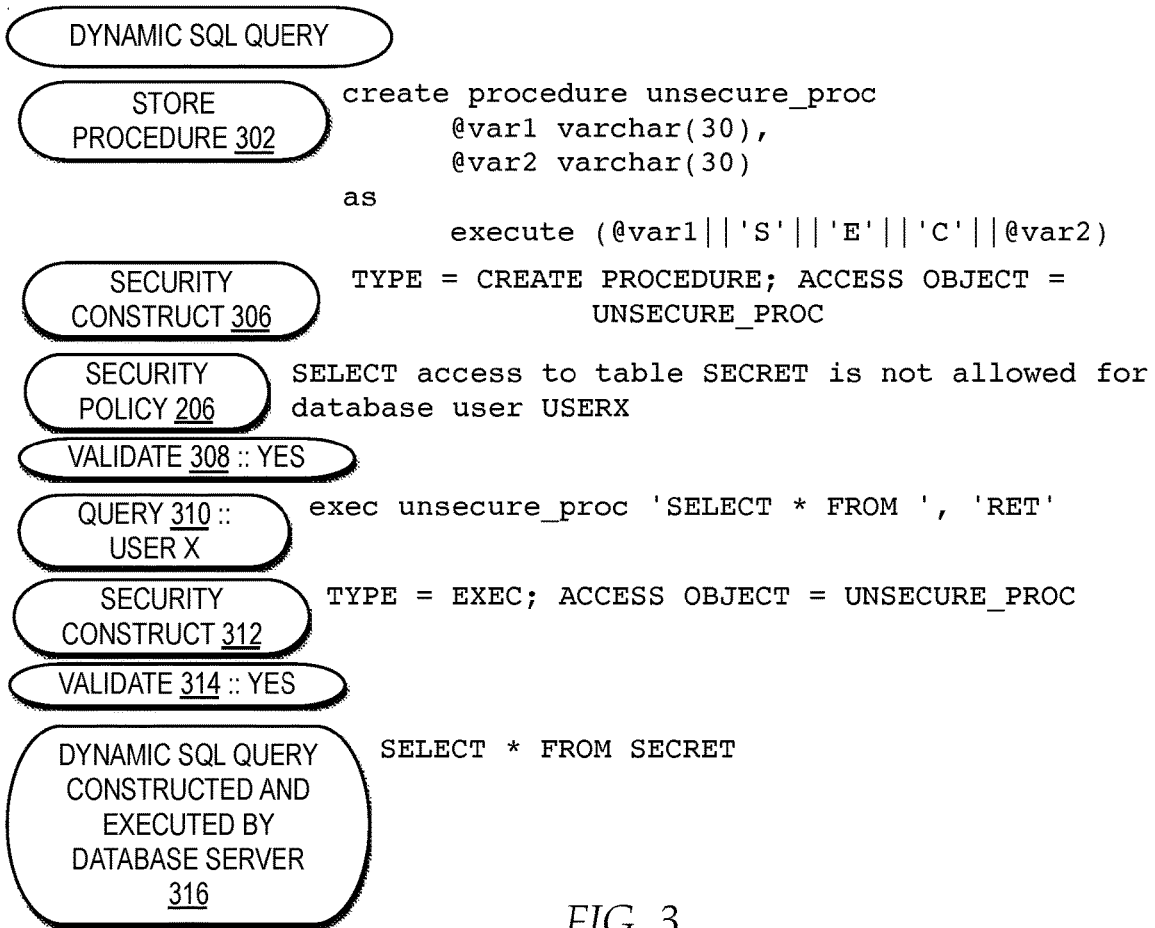 DYNAMIC SQL QUERY
STORE
PROCEDURE 302
create procedure unsecure_proc
@var1 varchar(30),
@var2 varchar(30)
as
execute (@var1||'S'||'E'||'C'||@var2)
SECURITY
CONSTRUCT 306
TYPE = CREATE PROCEDURE; ACCESS OBJECT =
UNSECURE_PROC
SECURITY
POLICY 206
SELECT access to table SECRET is not allowed for
database user USERX
VALIDATE 308 :: YES
QUERY 310 ::
USER X
exec unsecure_proc 'SELECT * FROM ', 'RET'
SECURITY
CONSTRUCT 312
TYPE = EXEC; ACCESS OBJECT = UNSECURE_PROC
VALIDATE 314 :: YES
DYNAMIC SQL QUERY
CONSTRUCTED AND
EXECUTED BY
DATABASE SERVER
316
SELECT * FROM SECRET
FIG. 3